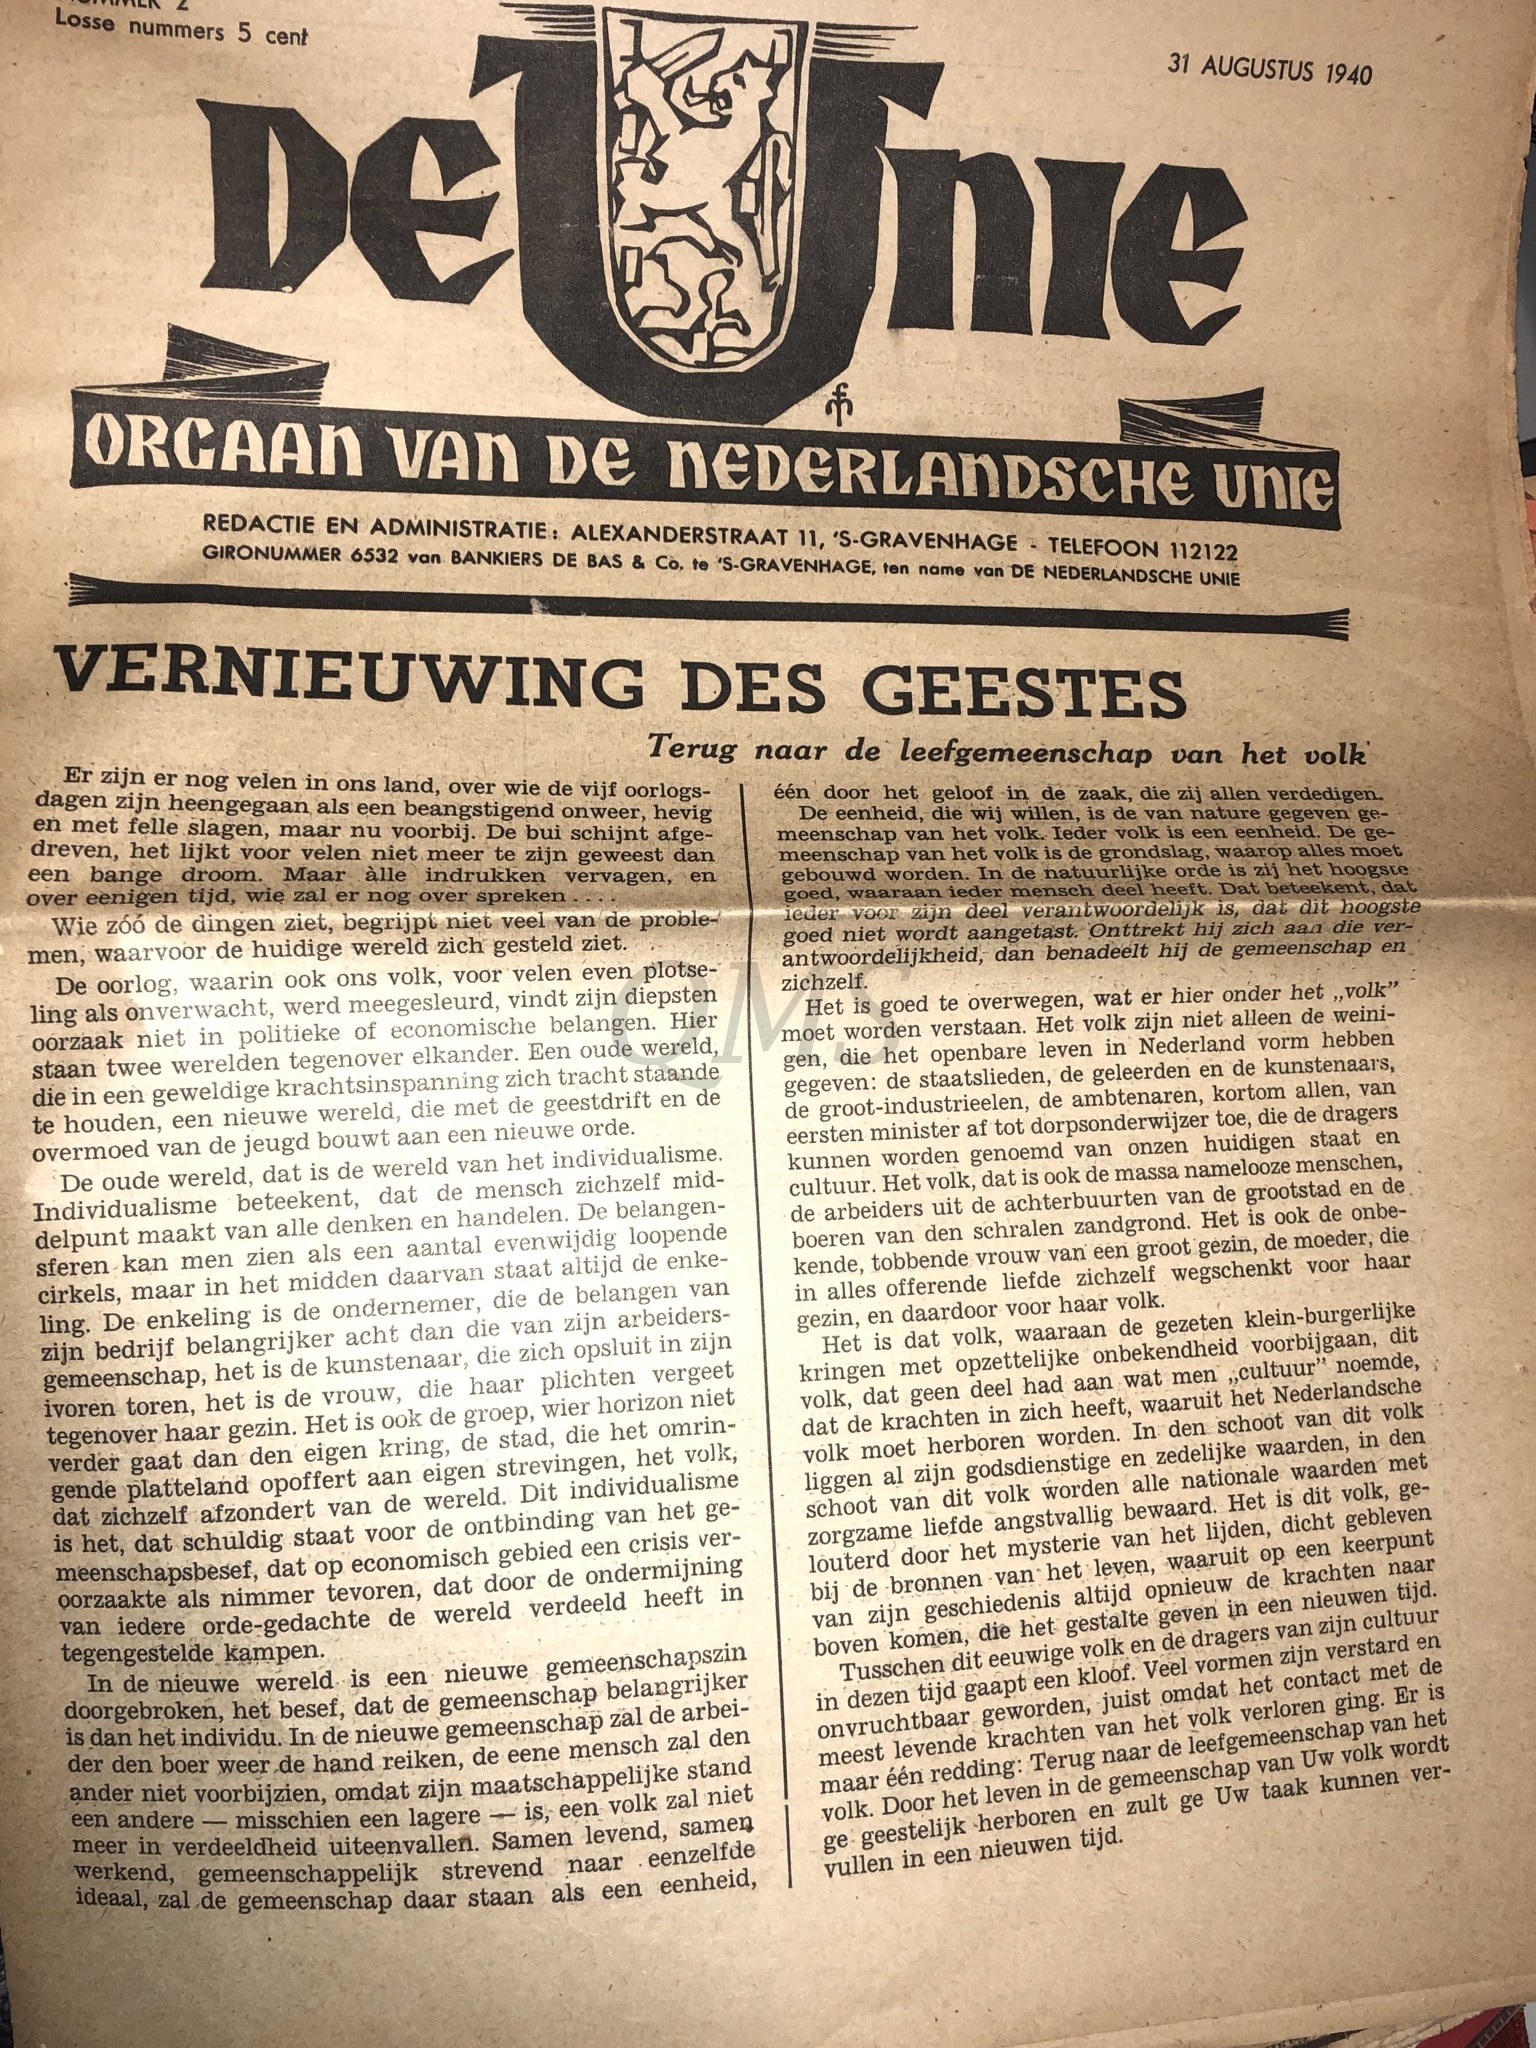 NUMMER 2
Losse nummers 5 cent
31 AUGUSTUS 1940
DE UNIE
ORGAAN VAN DE NEDERLANDSCHE UNIE
REDACTIE EN ADMINISTRATIE: ALEXANDERSTRAAT 11, 'S-GRAVENHAGE - TELEFOON 112122
GIRONUMMER 6532 van BANKIERS DE BAS & Co. te 'S-GRAVENHAGE, ten name van DE NEDERLANDSCHE UNIE
VERNIEUWING DES GEESTES
Terug naar de leefgemeenschap van het volk
Er zijn er nog velen in ons land, over wie de vijf oorlogs-
dagen zijn heengegaan als een beangstigend onweer, hevig
en met felle slagen, maar nu voorbij. De bui schijnt afge-
dreven, het lijkt voor velen niet meer te zijn geweest dan
een bange droom. Maar àlle indrukken vervagen, en
over eenigen tijd, wie zal er nog over spreken....
Wie zóó de dingen ziet, begrijpt niet veel van de proble-
men, waarvoor de huidige wereld zich gesteld ziet.
De oorlog, waarin ook ons volk, voor velen even plotse-
ling als onverwacht, werd meegesleurd, vindt zijn diepsten
oorzaak niet in politieke of economische belangen. Hier
staan twee werelden tegenover elkander. Een oude wereld,
die in een geweldige krachtsinspanning zich tracht staande
te houden, een nieuwe wereld, die met de geestdrift en de
overmoed van de jeugd bouwt aan een nieuwe orde.
De oude wereld, dat is de wereld van het individualisme.
Individualisme beteekent, dat de mensch zichzelf mid-
delpunt maakt van alle denken en handelen. De belangen-
sferen kan men zien als een aantal evenwijdig loopende
cirkels, maar in het midden daarvan staat altijd de enke-
ling. De enkeling is de ondernemer, die de belangen van
zijn bedrijf belangrijker acht dan die van zijn arbeiders-
gemeenschap, het is de kunstenaar, die zich opsluit in zijn
ivoren toren, het is de vrouw, die haar plichten vergeet
tegenover haar gezin. Het is ook de groep, wier horizon niet
verder gaat dan den eigen kring, de stad, die het omrin-
gende platteland opoffert aan eigen strevingen, het volk,
dat zichzelf afzondert van de wereld. Dit individualisme
is het, dat schuldig staat voor de ontbinding van het ge-
meenschapsbesef, dat op economisch gebied een crisis ver-
oorzaakte als nimmer tevoren, dat door de ondermijning
van iedere orde-gedachte de wereld verdeeld heeft in
tegengestelde kampen.
In de nieuwe wereld is een nieuwe gemeenschapszin
doorgebroken, het besef, dat de gemeenschap belangrijker
is dan het individu. In de nieuwe gemeenschap zal de arbei-
der den boer weer de hand reiken, de eene mensch zal den
ander niet voorbijzien, omdat zijn maatschappelijke stand
een andere — misschien een lagere — is, een volk zal niet
meer in verdeeldheid uiteenvallen. Samen levend, samen
werkend, gemeenschappelijk strevend naar eenzelfde
ideaal, zal de gemeenschap daar staan als een eenheid,
één door het geloof in de zaak, die zij allen verdedigen.
De eenheid, die wij willen, is de van nature gegeven ge-
meenschap van het volk. Ieder volk is een eenheid. De ge-
meenschap van het volk is de grondslag, waarop alles moet
gebouwd worden. In de natuurlijke orde is zij het hoogste
goed, waaraan ieder mensch deel heeft. Dat beteekent, dat
ieder voor zijn deel verantwoordelijk is, dat dit hoogste
goed niet wordt aangetast. Onttrekt hij zich aan die ver-
antwoordelijkheid, dan benadeelt hij de gemeenschap en
zichzelf.
Het is goed te overwegen, wat er hier onder het „volk”
moet worden verstaan. Het volk zijn niet alleen de weini-
gen, die het openbare leven in Nederland vorm hebben
gegeven: de staatslieden, de geleerden en de kunstenaars,
de groot-industrieelen, de ambtenaren, kortom allen, van
eersten minister af tot dorpsonderwijzer toe, die de dragers
kunnen worden genoemd van onzen huidigen staat en
cultuur. Het volk, dat is ook de massa namelooze menschen,
de arbeiders uit de achterbuurten van de grootstad en de
boeren van den schralen zandgrond. Het is ook de onbe-
kende, tobbende vrouw van een groot gezin, de moeder, die
in alles offerende liefde zichzelf wegschenkt voor haar
gezin, en daardoor voor haar volk.
Het is dat volk, waaraan de gezeten klein-burgerlijke
kringen met opzettelijke onbekendheid voorbijgaan, dit
volk, dat geen deel had aan wat men „cultuur” noemde,
dat de krachten in zich heeft, waaruit het Nederlandsche
volk moet herboren worden. In den schoot van dit volk
liggen al zijn godsdienstige en zedelijke waarden, in den
schoot van dit volk worden alle nationale waarden met
zorgzame liefde angstvallig bewaard. Het is dit volk, ge-
louterd door het mysterie van het lijden, dicht gebleven
bij de bronnen van het leven, waaruit op een keerpunt
van zijn geschiedenis altijd opnieuw de krachten naar
boven komen, die het gestalte geven in een nieuwen tijd.
Tusschen dit eeuwige volk en de dragers van zijn cultuur
in dezen tijd gaapt een kloof. Veel vormen zijn verstard en
onvruchtbaar geworden, juist omdat het contact met de
meest levende krachten van het volk verloren ging. Er is
maar één redding: Terug naar de leefgemeenschap van het
volk. Door het leven in de gemeenschap van Uw volk wordt
ge geestelijk herboren en zult ge Uw taak kunnen ver-
vullen in een nieuwen tijd.
QMS